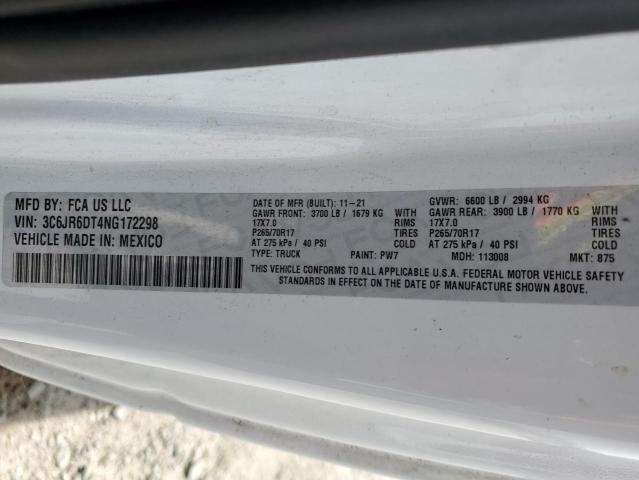 MFD BY: FCA US LLC
VIN: 3C6JR6DT4NG172298
VEHICLE MADE IN: MEXICO
DATE OF MFR (BUILT): 11-21 GVWR: 6600 LB / 2994 KG
GAWR FRONT: 3700 LB / 1679 KG WITH GAWR REAR: 3900 LB / 1770 KG WITH
17X7.0 RIMS 17X7.0 RIMS
P265/70R17 TIRES P265/70R17 TIRES
AT 275 kPa / 40 PSI COLD AT 275 kPa / 40 PSI COLD
TYPE: TRUCK PAINT: PW7 MDH: 113008 MKT: 875
THIS VEHICLE CONFORMS TO ALL APPLICABLE U.S.A. FEDERAL MOTOR VEHICLE SAFETY
STANDARDS IN EFFECT ON THE DATE OF MANUFACTURE SHOWN ABOVE.